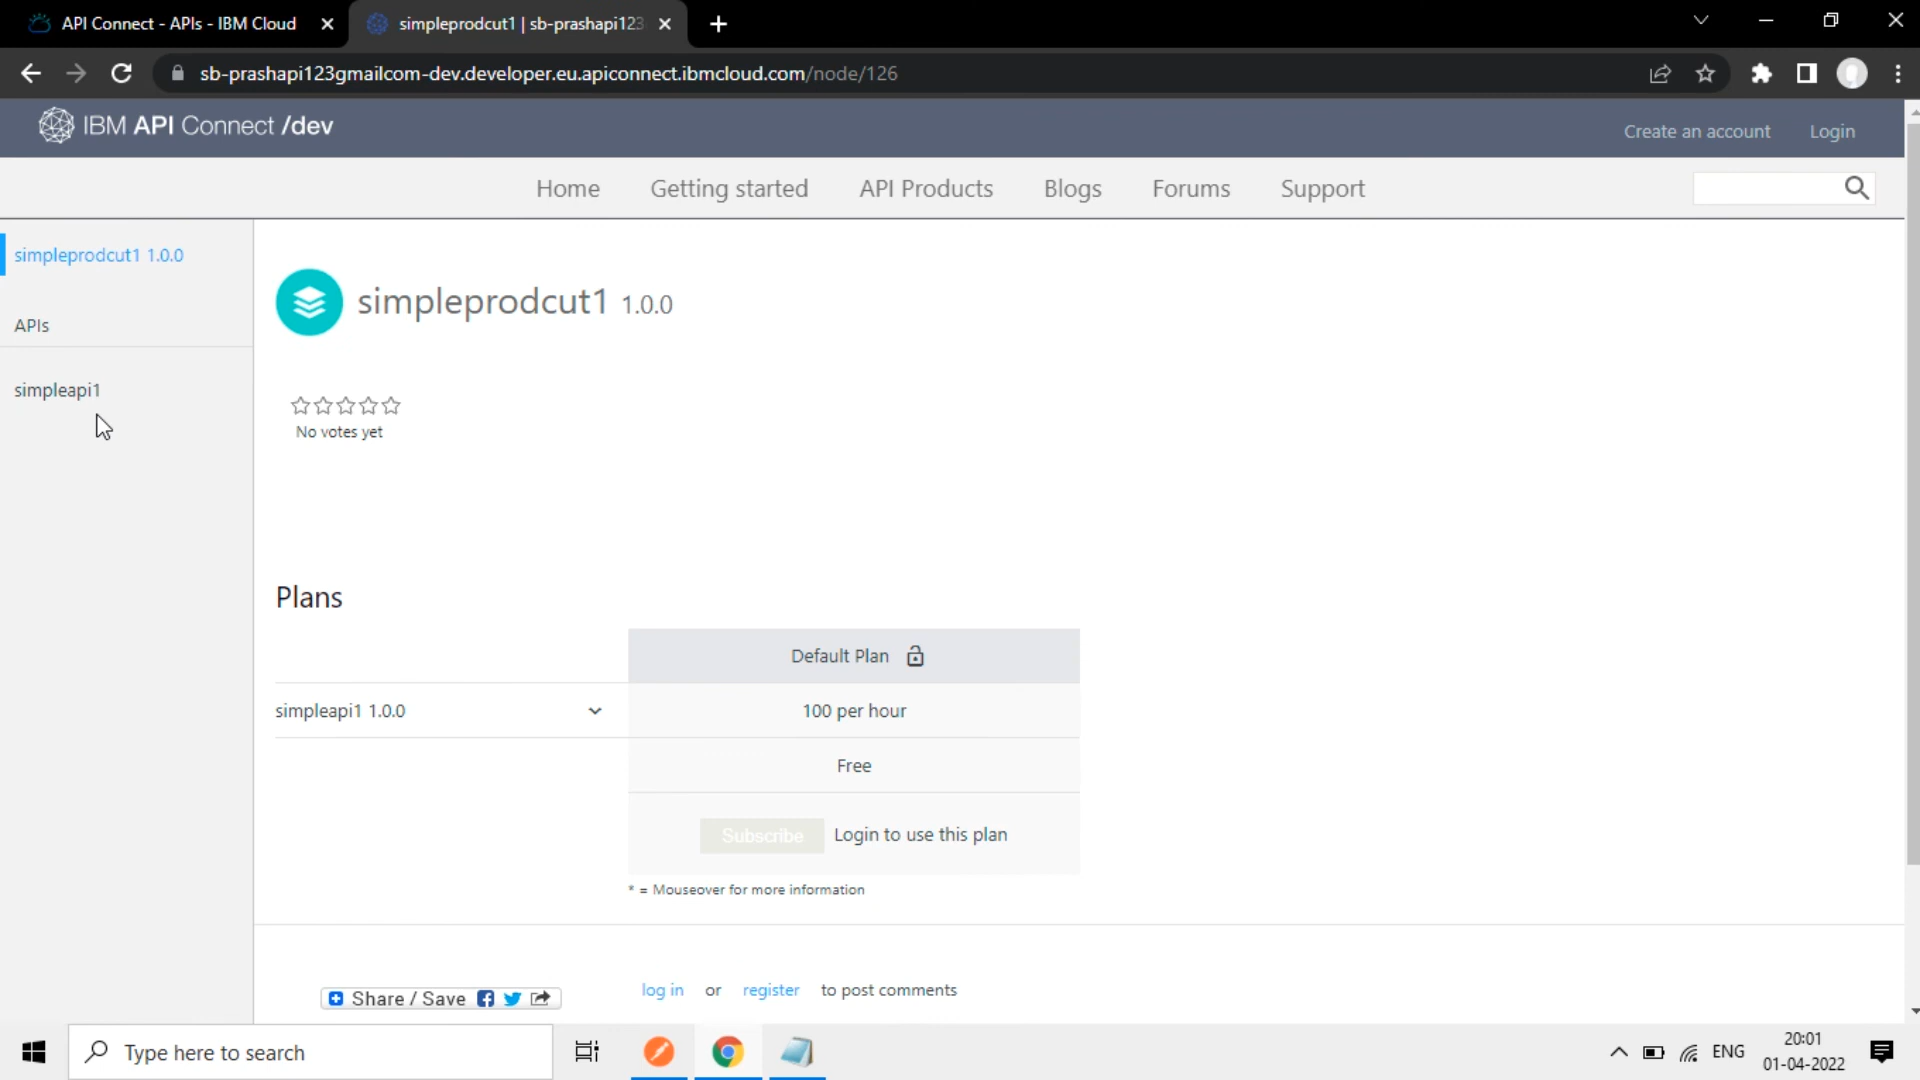 API Connect - APIs - IBM Cloud
simpleprodcut1 | sb-prashapi123
sb-prashapi123gmailcom-dev.developer.eu.apiconnect.ibmcloud.com/node/126
IBM API Connect /dev
Create an account
Login
Home
Getting started
API Products
Blogs
Forums
Support
simpleprodcut1 1.0.0
APIs
simpleapi1
simpleprodcut1 1.0.0
No votes yet
Plans
Default Plan
simpleapi1 1.0.0
100 per hour
Free
Subscribe
Login to use this plan
* = Mouseover for more information
Share / Save
log in or register to post comments
Type here to search
ENG
20:01
01-04-2022